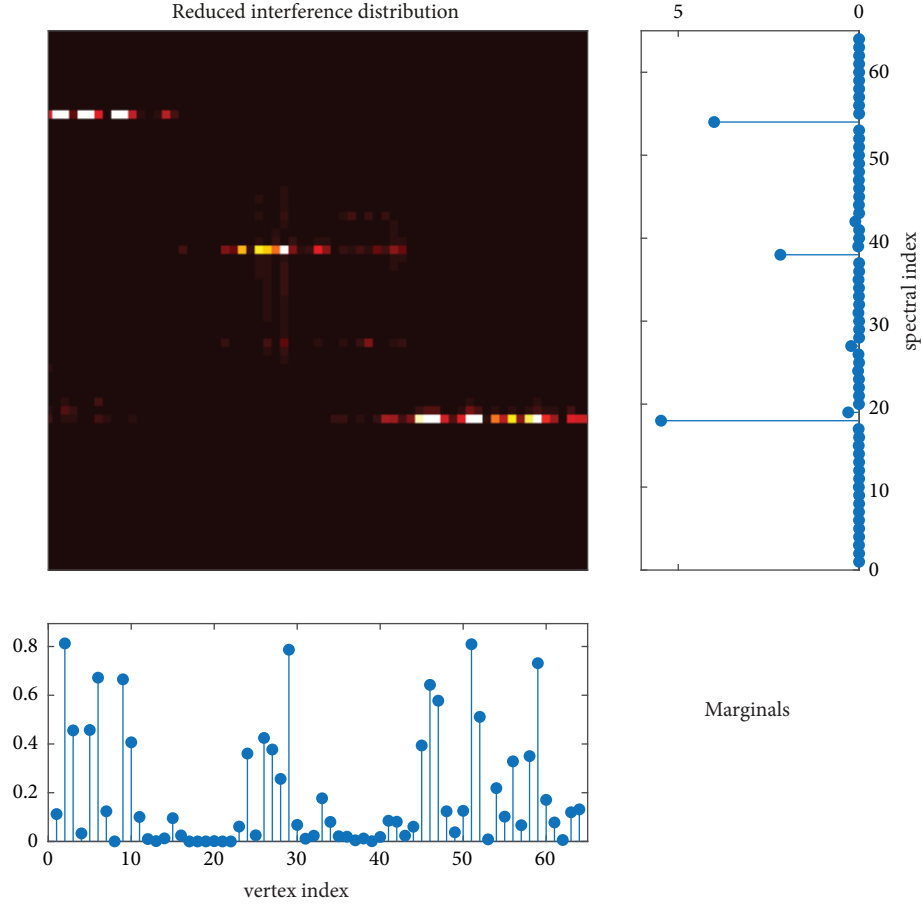 Reduced interference distribution
5 0
60
50
40
30
20
10
0
spectral index
0.8
0.6
0.4
0.2
0
0 10 20 30 40 50 60
vertex index
Marginals